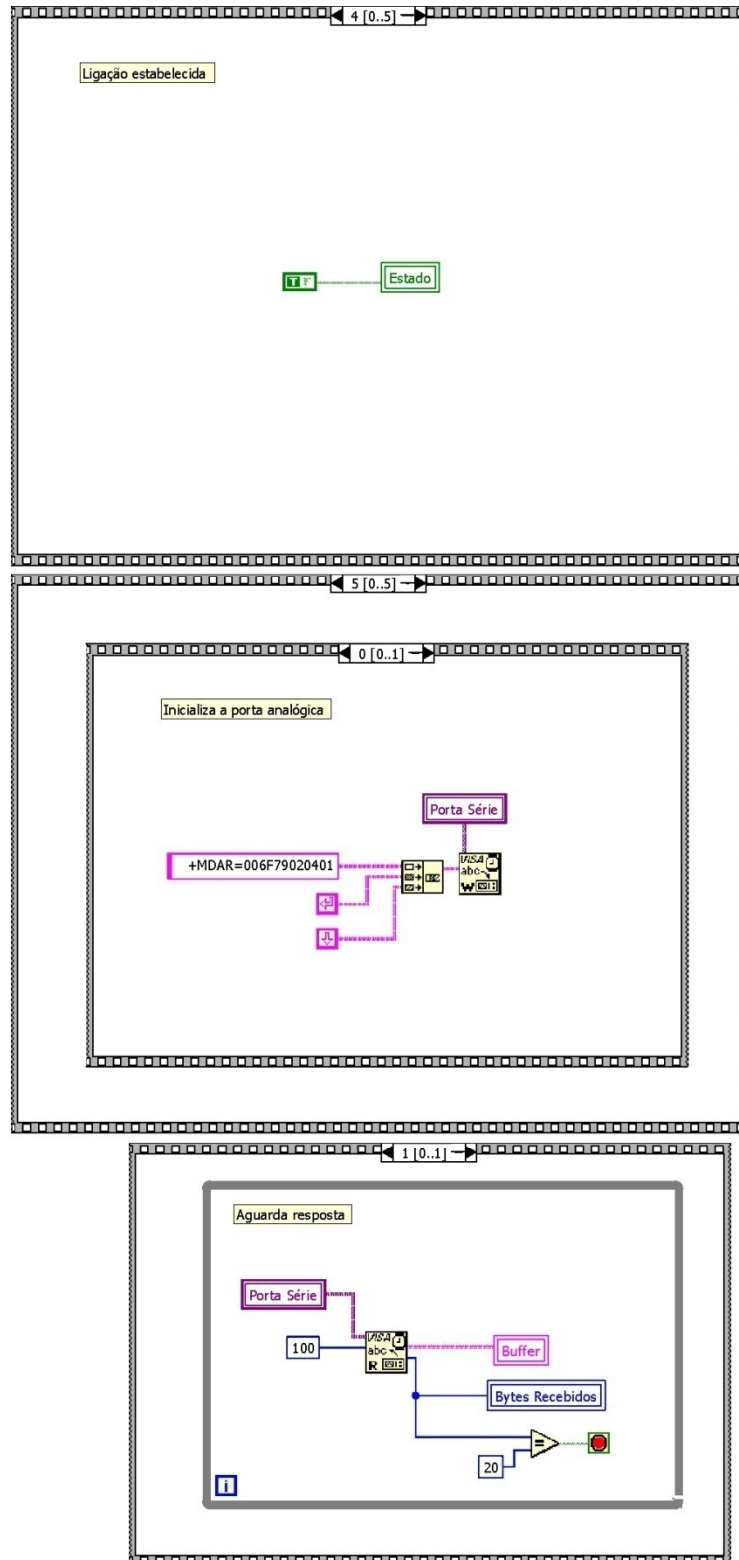 4 [0..5]
Ligação estabelecida
T F
Estado
5 [0..5]
0 [0..1]
Inicializa a porta analógica
Porta Série
+MDAR=006F79020401
VISA
abc
W
1 [0..1]
Aguarda resposta
Porta Série
100
VISA
abc
R
Buffer
Bytes Recebidos
=
20
i